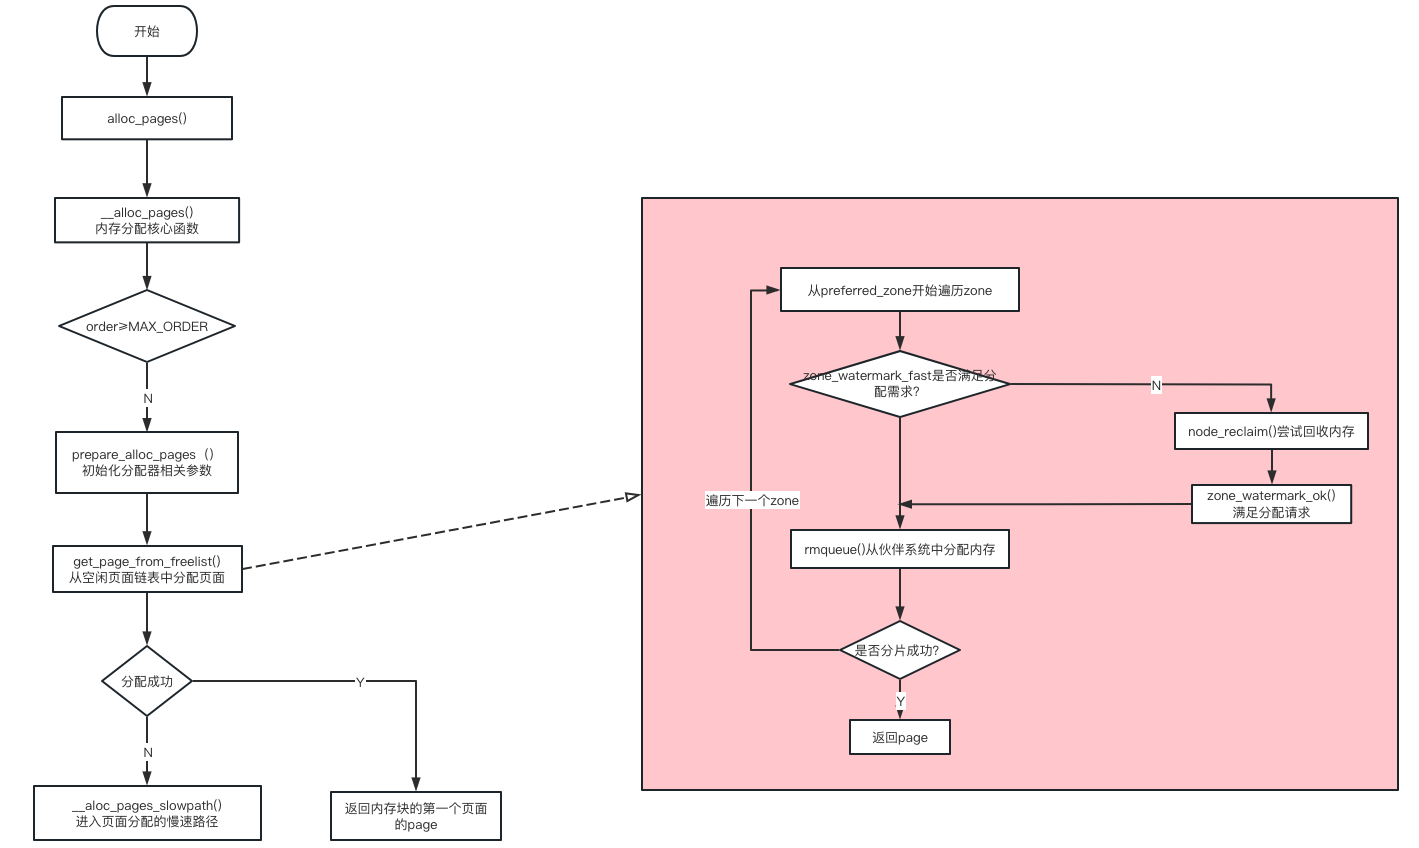 开始
alloc_pages()
__alloc_pages()
内存分配核心函数
order≥MAX_ORDER
N
prepare_alloc_pages（）
初始化分配器相关参数
get_page_from_freelist()
从空闲页面链表中分配页面
分配成功
Y
N
__aloc_pages_slowpath()
进入页面分配的慢速路径
返回内存块的第一个页面
的page
从preferred_zone开始遍历zone
zone_watermark_fast是否满足分
配需求?
N
node_reclaim()尝试回收内存
zone_watermark_ok()
满足分配请求
遍历下一个zone
rmqueue()从伙伴系统中分配内存
是否分片成功?
Y
返回page